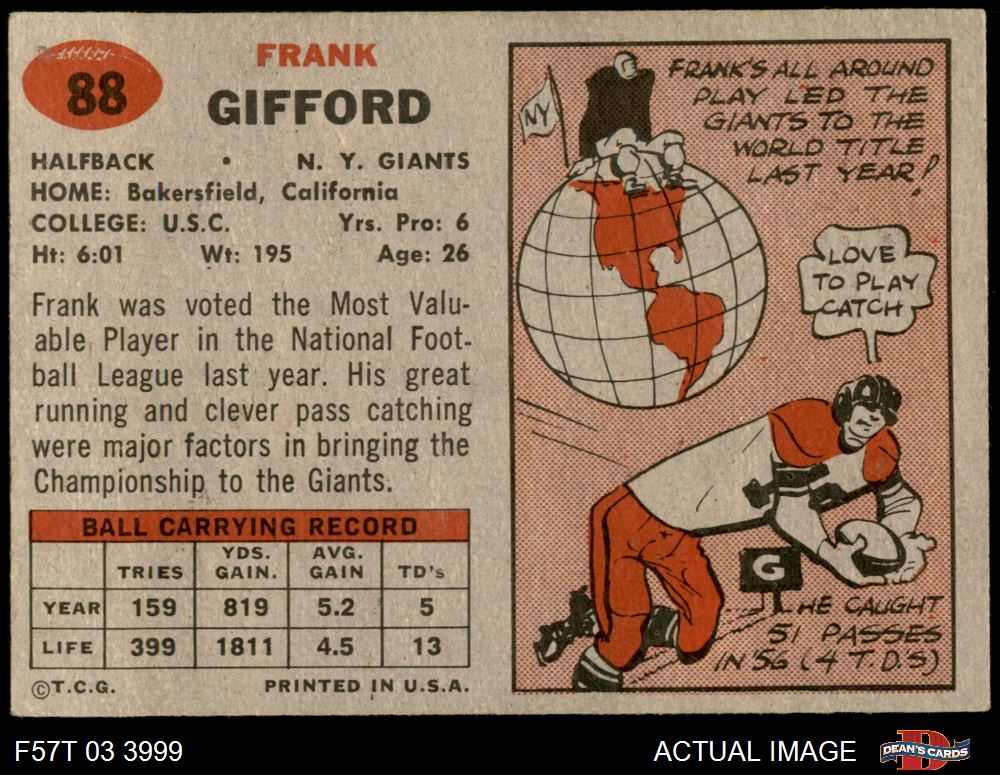 88
FRANK
GIFFORD
HALFBACK • N. Y. GIANTS
HOME: Bakersfield, California
COLLEGE: U.S.C. Yrs. Pro: 6
Ht: 6:01 Wt: 195 Age: 26
Frank was voted the Most Valu-
able Player in the National Foot-
ball League last year. His great
running and clever pass catching
were major factors in bringing the
Championship to the Giants.
BALL CARRYING RECORD
TRIES YDS. GAIN. AVG. GAIN TD's
YEAR 159 819 5.2 5
LIFE 399 1811 4.5 13
©T.C.G. PRINTED IN U.S.A.
NY
FRANK'S ALL AROUND
PLAY LED THE
GIANTS TO THE
WORLD TITLE
LAST YEAR!
LOVE
TO PLAY
CATCH
G
HE CAUGHT
51 PASSES
IN '56 (4 T.D.S)
F57T 03 3999
ACTUAL IMAGE
DEAN'S CARDS